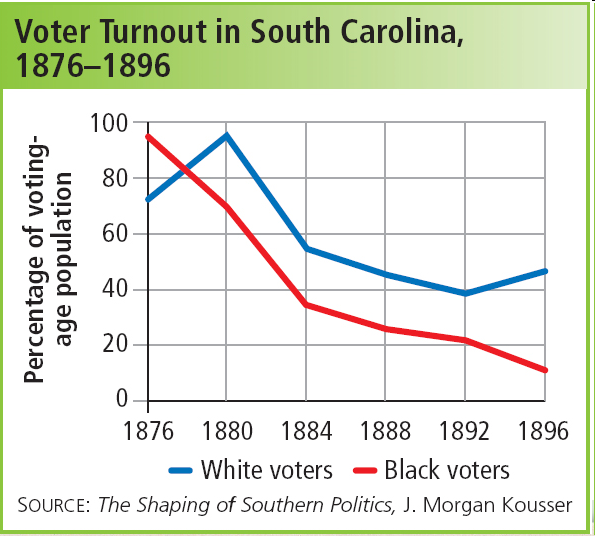 Voter Turnout in South Carolina,
1876–1896
Percentage of voting-
age population
100
80
60
40
20
0
1876 1880 1884 1888 1892 1896
White voters Black voters
SOURCE: The Shaping of Southern Politics, J. Morgan Kousser